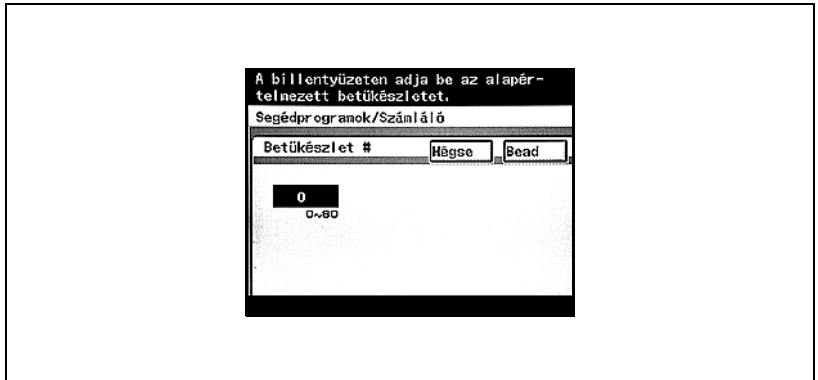 A billentyűzeten adja be az alapér-
telmezett betűkészletet.
Segédprogramok/Számláló
Betűkészlet # Mégse Bead
0
0~80